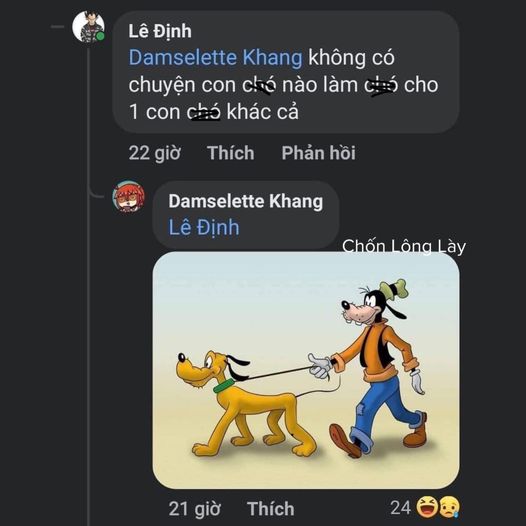 Lê Định
Damselette Khang không có
chuyện con chó nào làm chó cho
1 con chó khác cả
22 giờ Thích Phản hồi
Damselette Khang
Lê Định
Chốn Lông Lày
21 giờ Thích 24